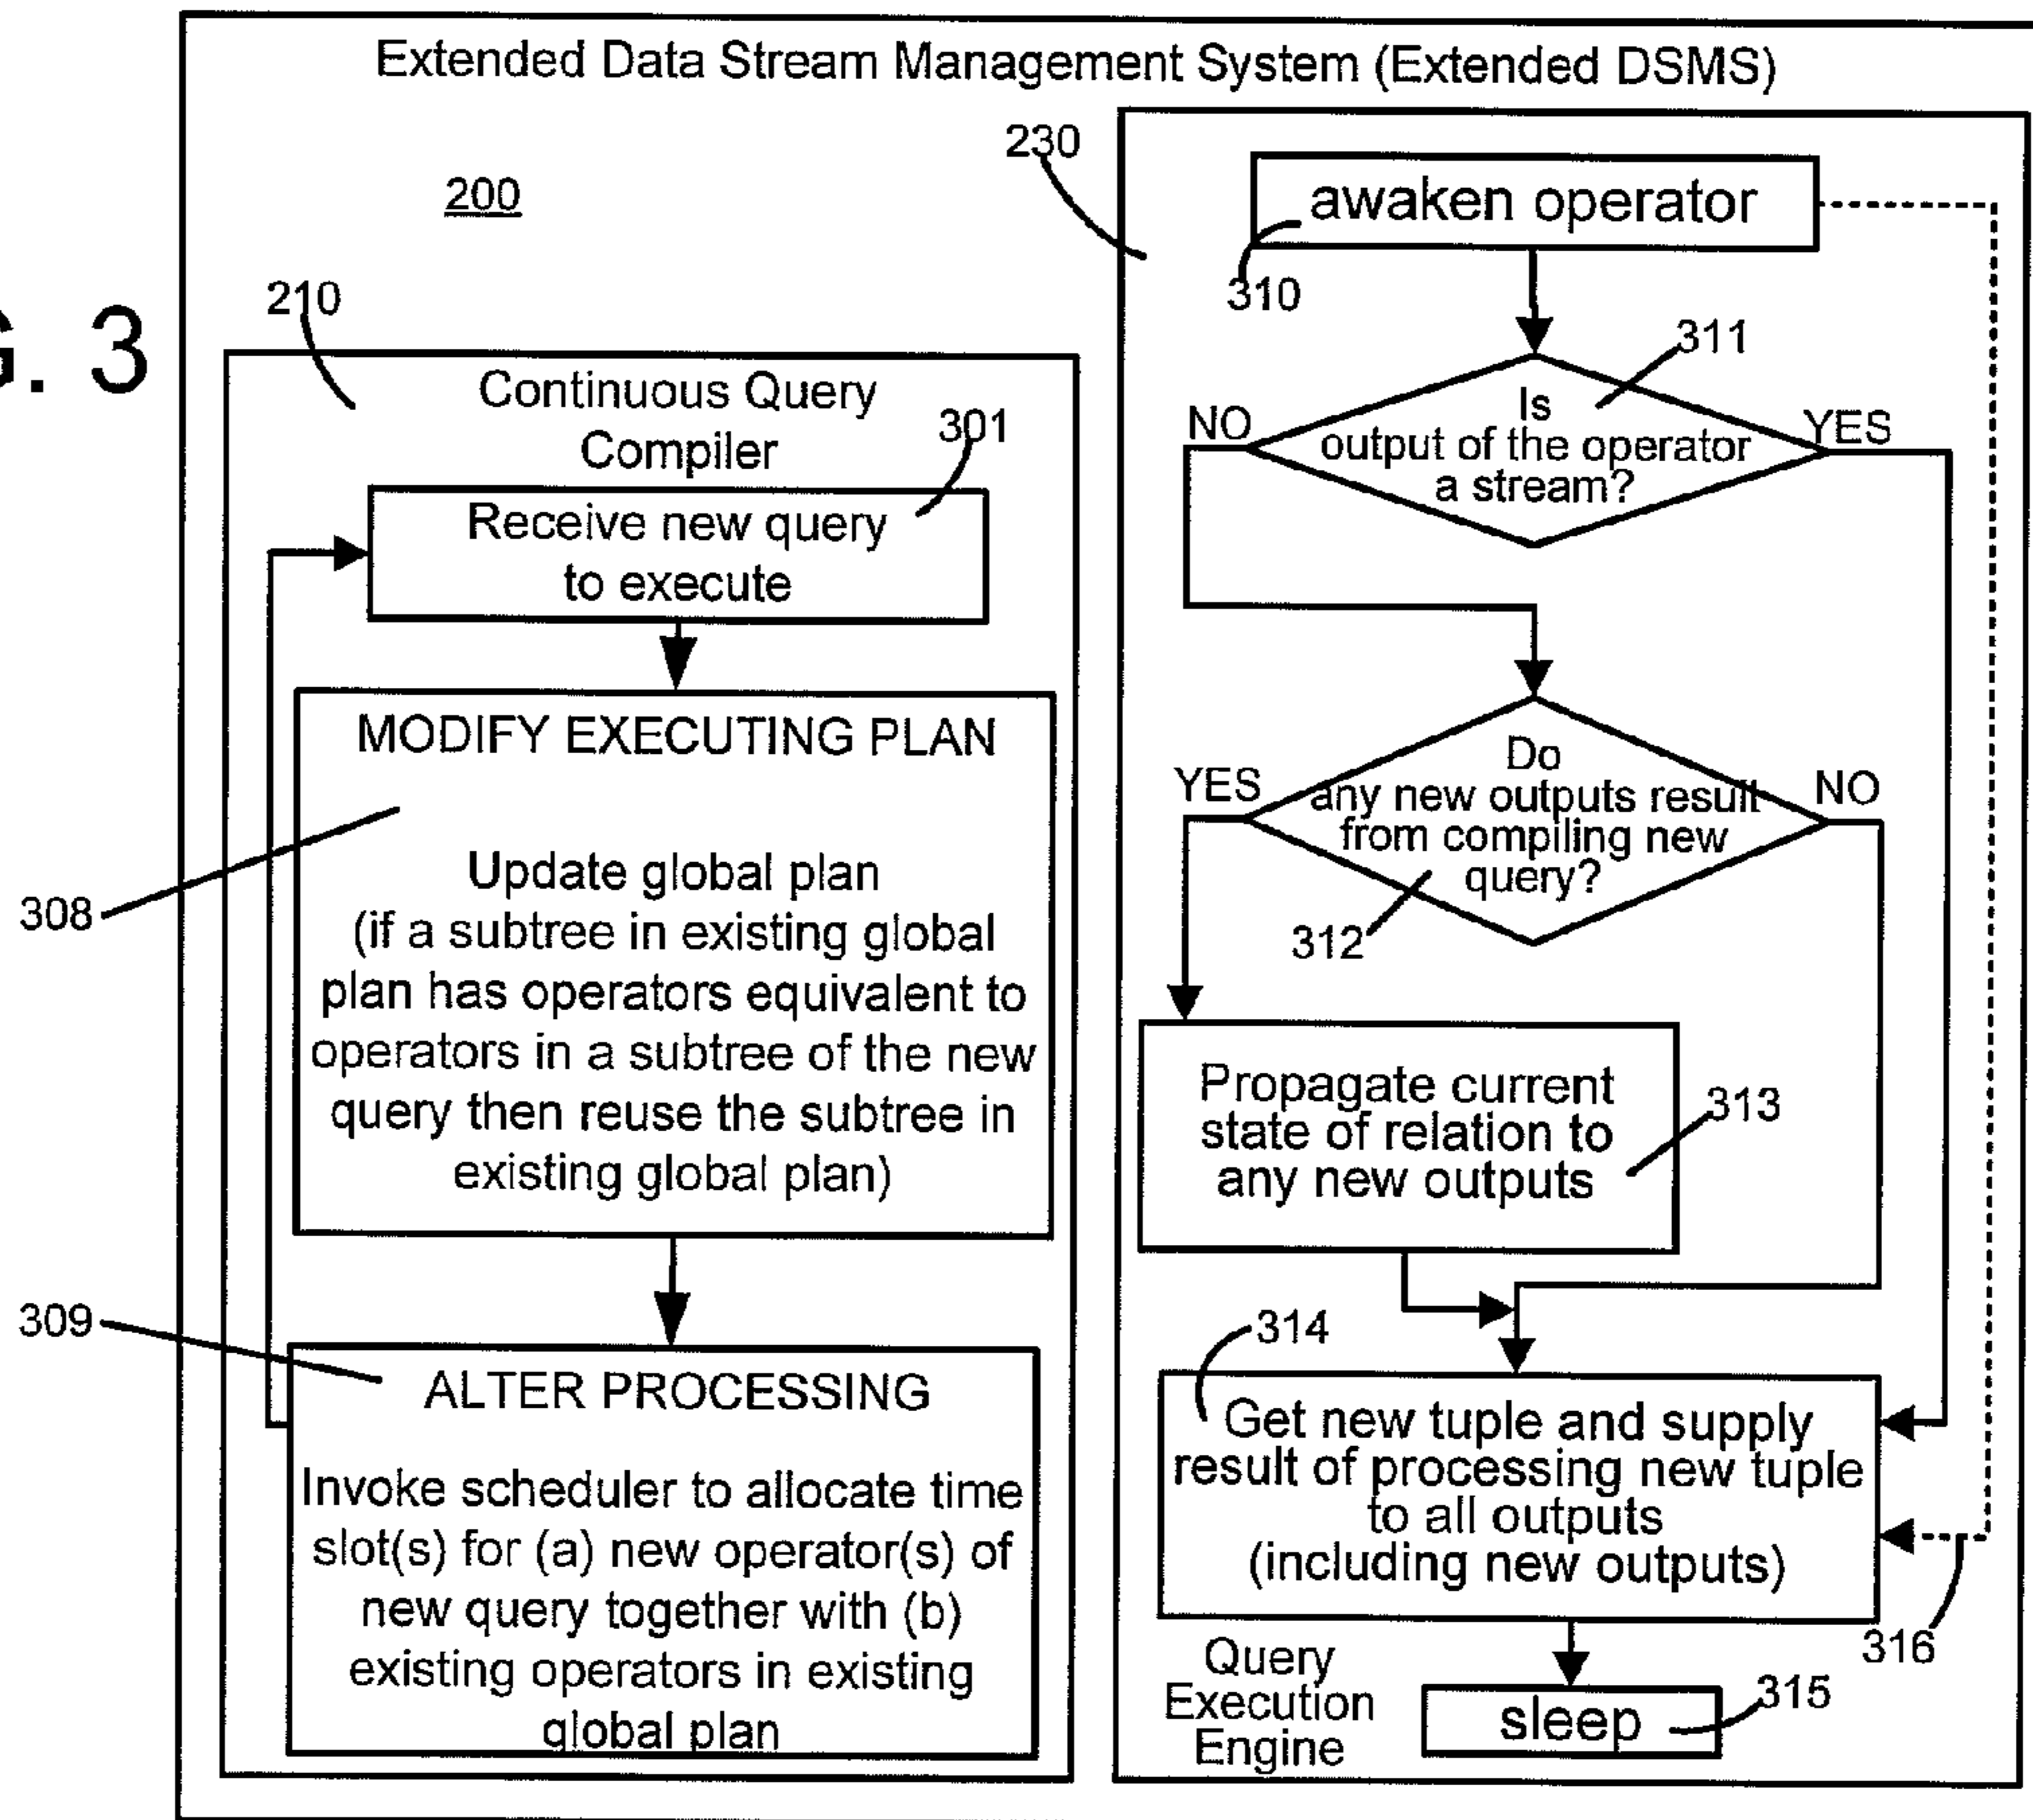 Extended Data Stream Management System (Extended DSMS)
230
200
awaken operator
310
210
G. 3
311
Is
output of the operator
a stream?
NO
YES
Continuous Query
Compiler
301
Receive new query
to execute
MODIFY EXECUTING PLAN
Update global plan
(if a subtree in existing global
plan has operators equivalent to
operators in a subtree of the new
query then reuse the subtree in
existing global plan)
308
Do
any new outputs result
from compiling new
query?
YES
NO
312
Propagate current
state of relation to
any new outputs
313
309
ALTER PROCESSING
Invoke scheduler to allocate time
slot(s) for (a) new operator(s) of
new query together with (b)
existing operators in existing
global plan
314
Get new tuple and supply
result of processing new tuple
to all outputs
(including new outputs)
316
Query
Execution
Engine
sleep
315